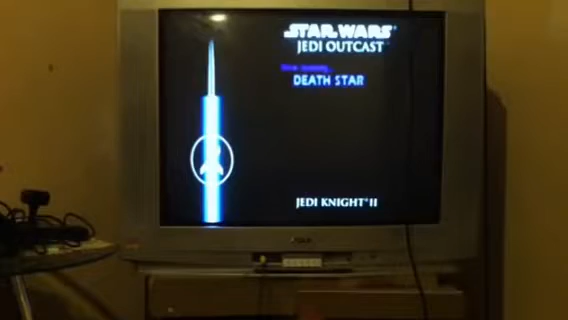 STAR WARS
JEDI OUTCAST
DEATH STAR
JEDI KNIGHT II